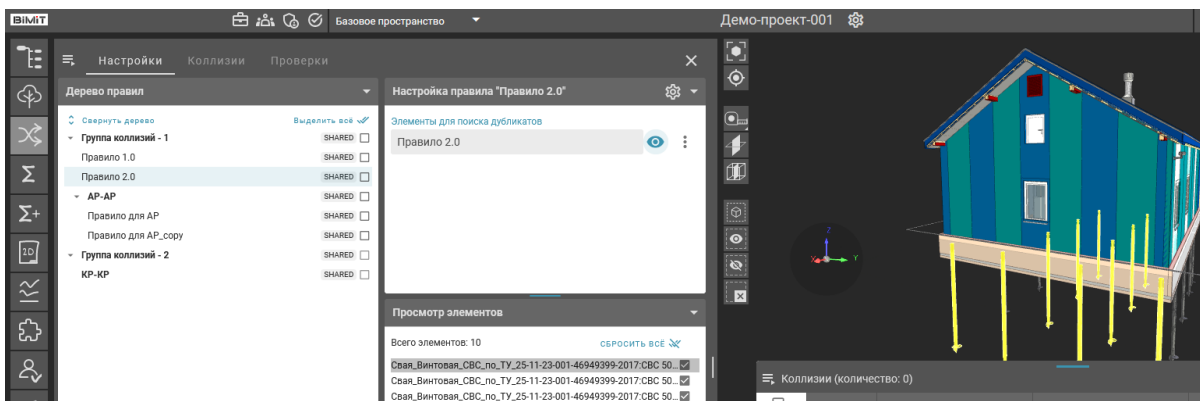 BIMIT
Базовое пространство
Демо-проект-001
Настройки Коллизии Проверки
Дерево правил
Свернуть дерево Выделить всё
Группа коллизий - 1 SHARED
Правило 1.0 SHARED
Правило 2.0 SHARED
АР-АР SHARED
Правило для АР SHARED
Правило для АР_copy SHARED
Группа коллизий - 2 SHARED
КР-КР SHARED
Настройка правила "Правило 2.0"
Элементы для поиска дубликатов
Правило 2.0
Просмотр элементов
Всего элементов: 10 СБРОСИТЬ ВСЁ
Свая_Винтовая_СВС_по_ТУ_25-11-23-001-46949399-2017:СВС 50...
Свая_Винтовая_СВС_по_ТУ_25-11-23-001-46949399-2017:СВС 50...
Свая_Винтовая_СВС_по_ТУ_25-11-23-001-46949399-2017:СВС 50...
2D
Z
X Y
Коллизии (количество: 0)